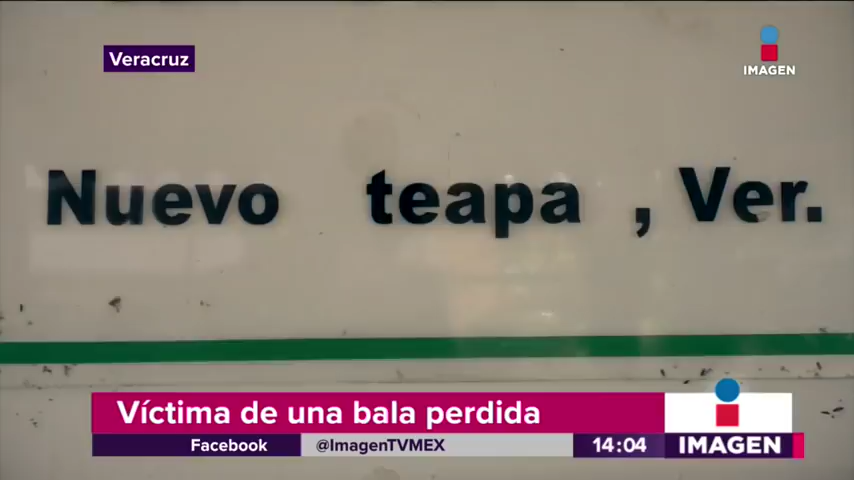 Veracruz
IMAGEN
Nuevo teapa , Ver.
Víctima de una bala perdida
Facebook @ImagenTVMEX 14:04 IMAGEN